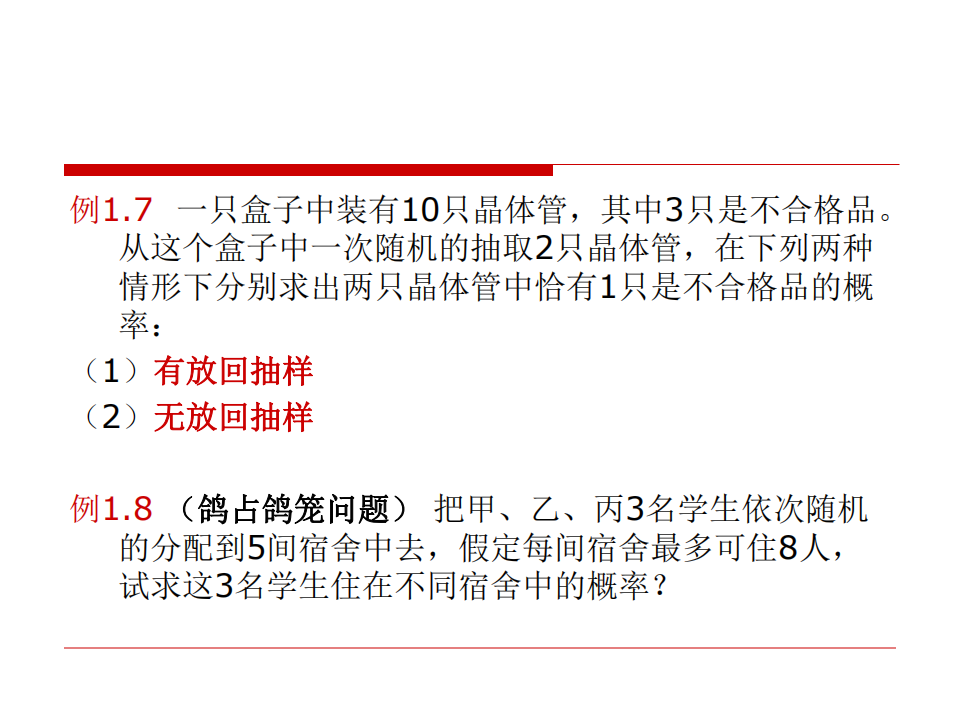 例1.7 一只盒子中装有10只晶体管，其中3只是不合格品。
从这个盒子中一次随机的抽取2只晶体管，在下列两种
情形下分别求出两只晶体管中恰有1只是不合格品的概
率：
（1）有放回抽样
（2）无放回抽样
例1.8 （鸽占鸽笼问题） 把甲、乙、丙3名学生依次随机
的分配到5间宿舍中去，假定每间宿舍最多可住8人，
试求这3名学生住在不同宿舍中的概率？